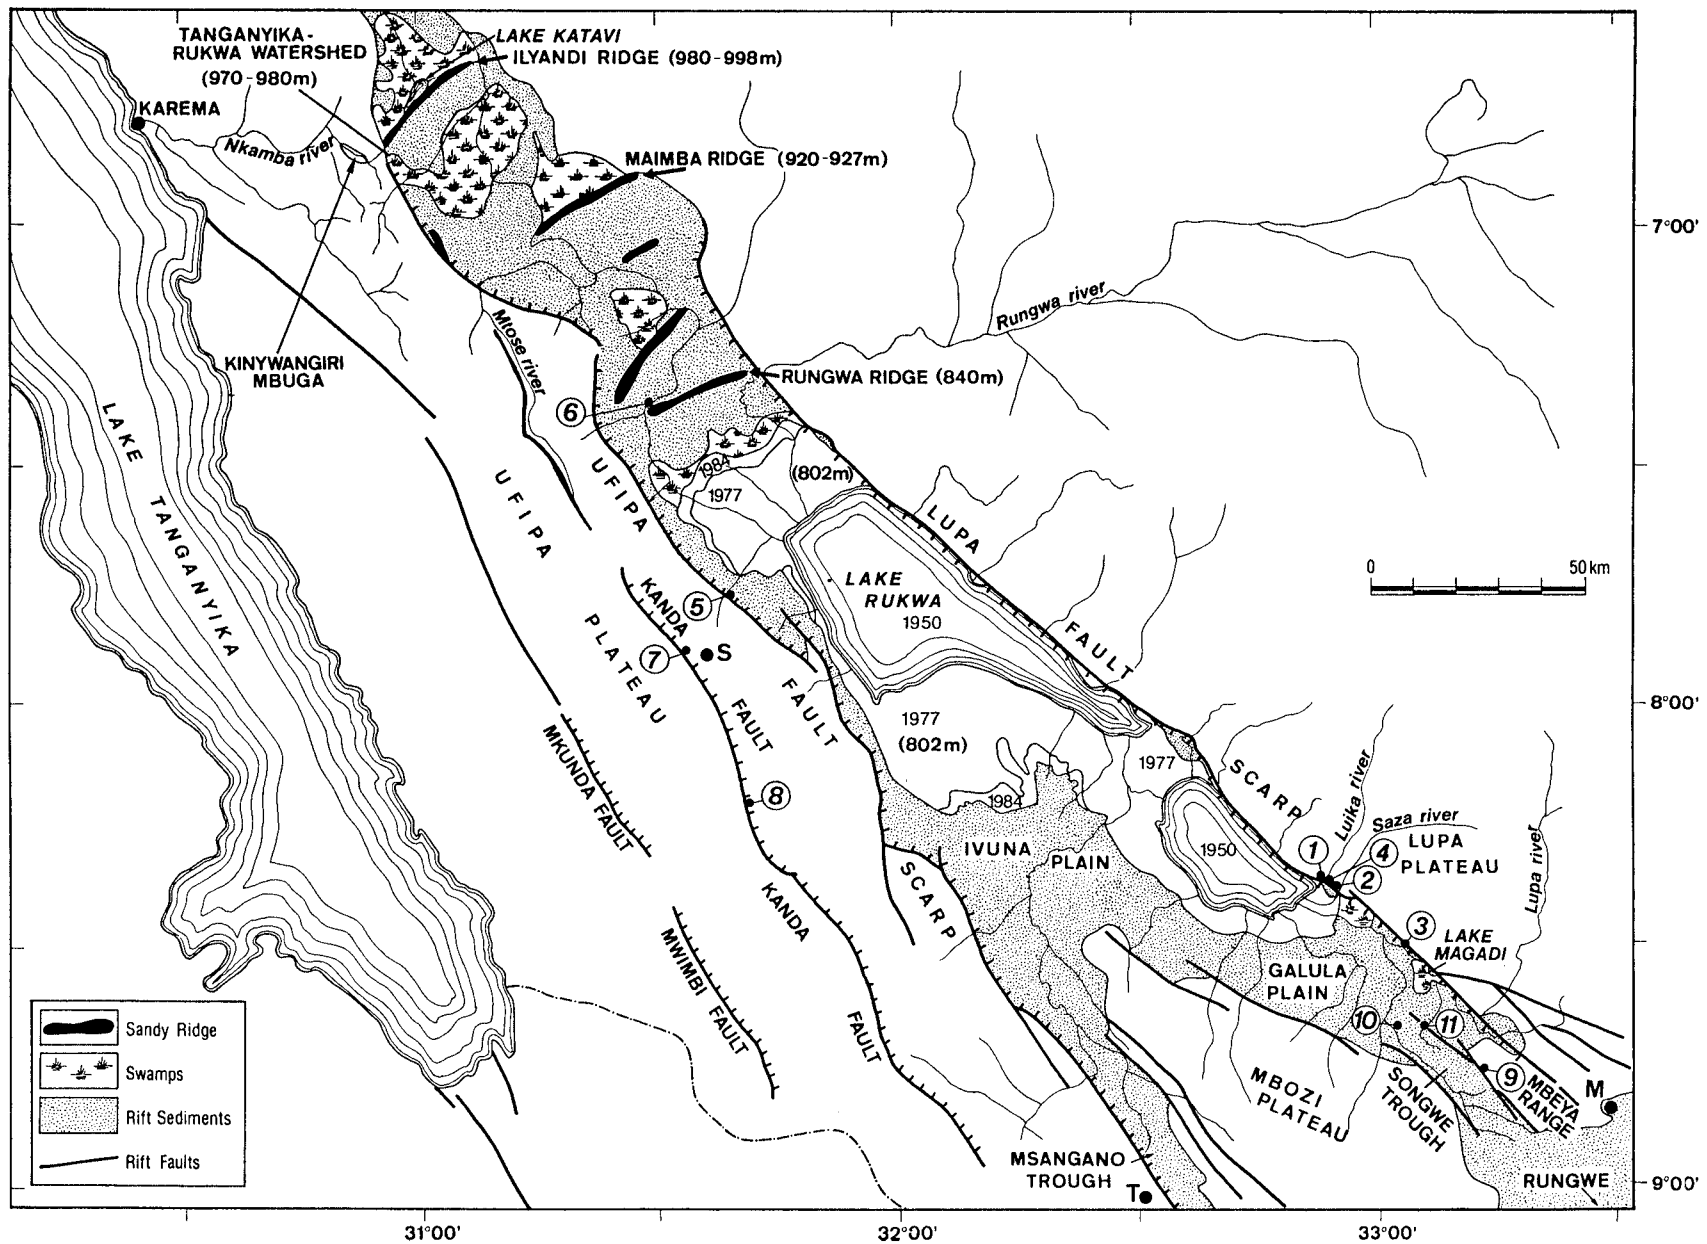 TANGANYIKA-
RUKWA WATERSHED
(970-980m)
LAKE KATAVI
ILYANDI RIDGE (980-998m)
KAREMA
Nkamba river
MAIMBA RIDGE (920-927m)
7°00'
Rungwa river
KINYWANGIRI
MBUGA
Mtose river
RUNGWA RIDGE (840m)
6
LAKE TANGANYIKA
UFIPA PLATEAU
UFIPA FAULT SCARP
1984
1977
(802m)
LUPA FAULT SCARP
0 50 km
LAKE
RUKWA
1950
5
KANDA FAULT
7
S
8°00'
1977
(802m)
1977
MKUNDA FAULT
8
1984
Luika river
Saza river
LUPA
PLATEAU
Lupa river
IVUNA PLAIN
1950
1
4
2
KANDA FAULT
MWIMBI FAULT
3
LAKE
MAGADI
GALULA
PLAIN
10
11
9
MBOZI
PLATEAU
SONGWE
TROUGH
MBEYA
RANGE
M
MSANGANO
TROUGH
T
RUNGWE
9°00'
Sandy Ridge
Swamps
Rift Sediments
Rift Faults
31°00'
32°00'
33°00'